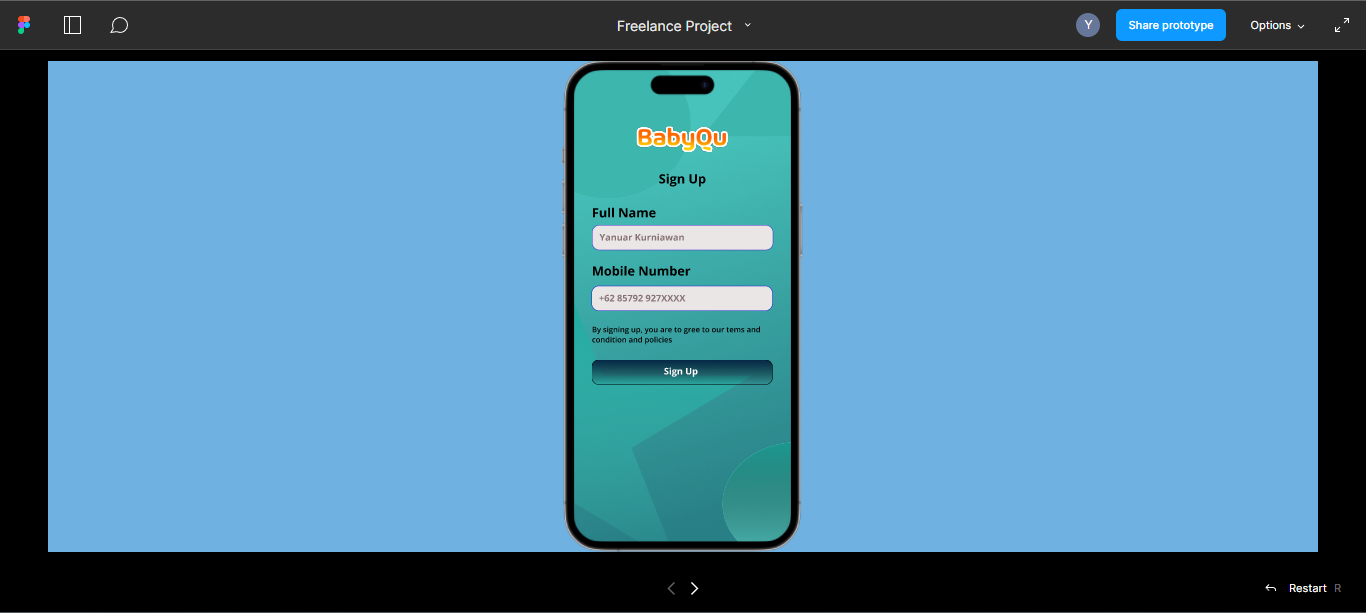 Freelance Project
Y
Share prototype
Options
BabyQu
Sign Up
Full Name
Yanuar Kurniawan
Mobile Number
+62 85792 927XXXX
By signing up, you are to gree to our tems and
condition and policies
Sign Up
Restart R